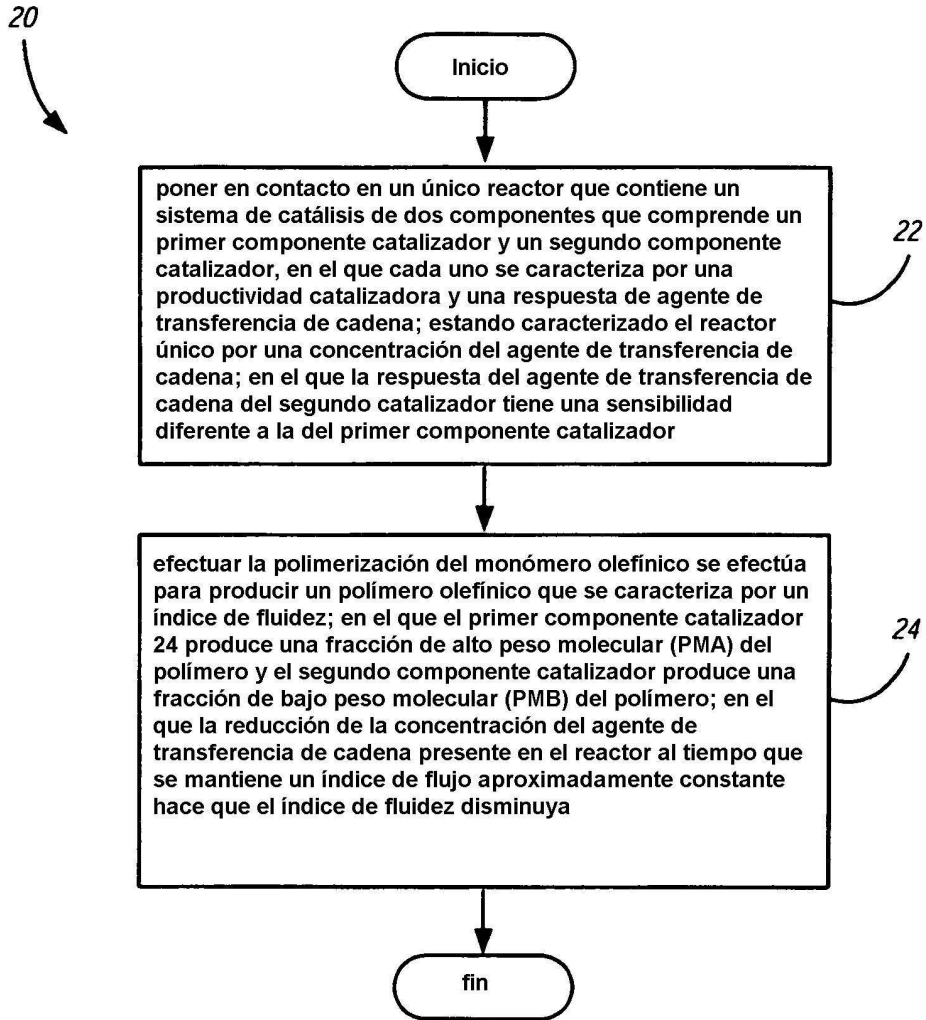 20
Inicio
poner en contacto en un único reactor que contiene un
sistema de catálisis de dos componentes que comprende un
primer componente catalizador y un segundo componente
catalizador, en el que cada uno se caracteriza por una
productividad catalizadora y una respuesta de agente de
transferencia de cadena; estando caracterizado el reactor
único por una concentración del agente de transferencia de
cadena; en el que la respuesta del agente de transferencia de
cadena del segundo catalizador tiene una sensibilidad
diferente a la del primer componente catalizador
22
efectuar la polimerización del monómero olefínico se efectúa
para producir un polímero olefínico que se caracteriza por un
índice de fluidez; en el que el primer componente catalizador
24 produce una fracción de alto peso molecular (PMA) del
polímero y el segundo componente catalizador produce una
fracción de bajo peso molecular (PMB) del polímero; en el
que la reducción de la concentración del agente de
transferencia de cadena presente en el reactor al tiempo que
se mantiene un índice de flujo aproximadamente constante
hace que el índice de fluidez disminuya
24
fin